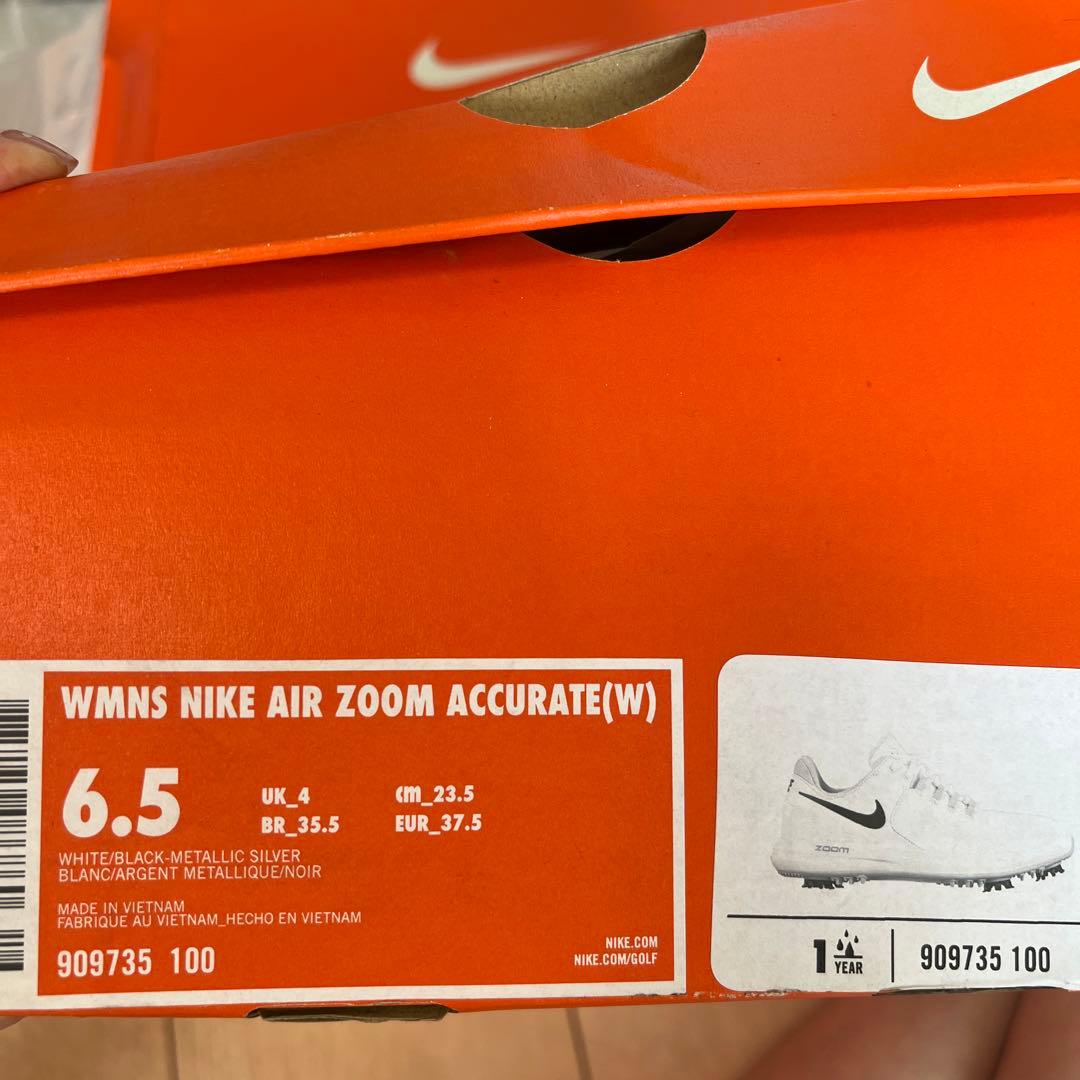 WMNS NIKE AIR ZOOM ACCURATE(W)
6.5
UK_4
cm_23.5
BR_35.5
EUR_37.5
WHITE/BLACK-METALLIC SILVER
BLANC/ARGENT METALLIQUE/NOIR
MADE IN VIETNAM
FABRIQUE AU VIETNAM_HECHO EN VIETNAM
909735 100
NIKE.COM
NIKE.COM/GOLF
ZOOM
1 YEAR
909735 100